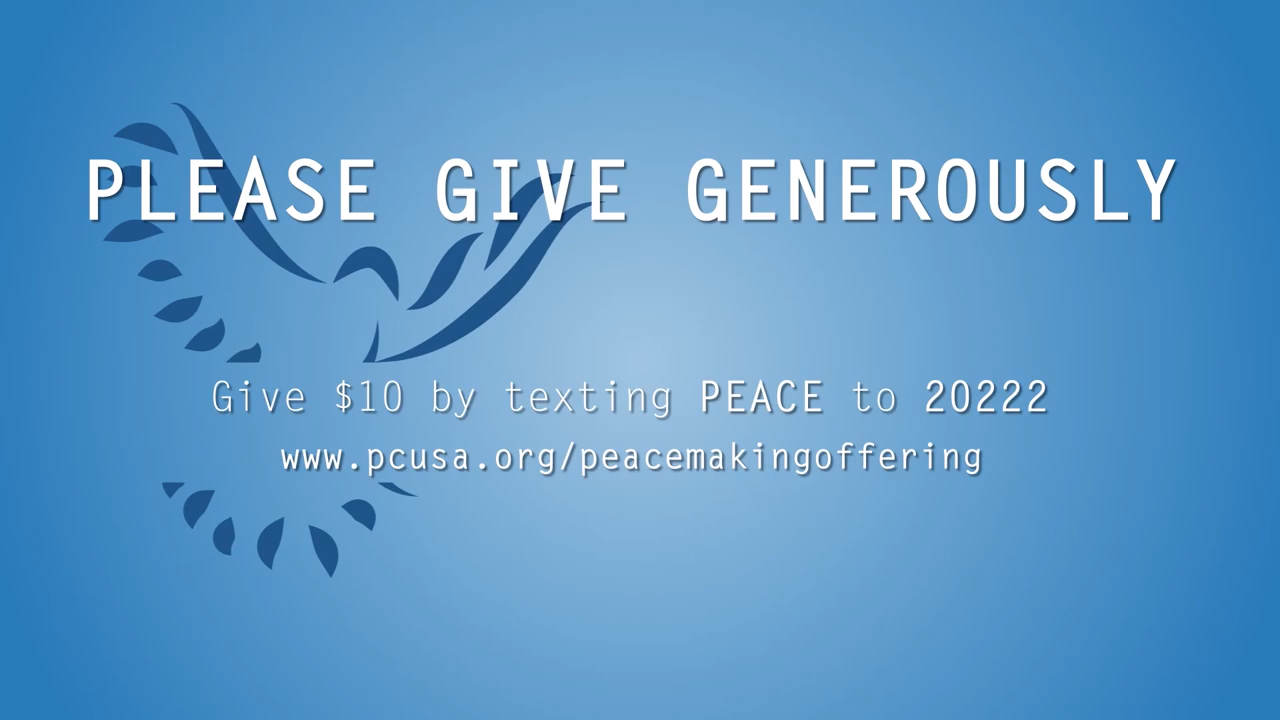 PLEASE GIVE GENEROUSLY
Give $10 by texting PEACE to 20222
www.pcusa.org/peacemakingoffering